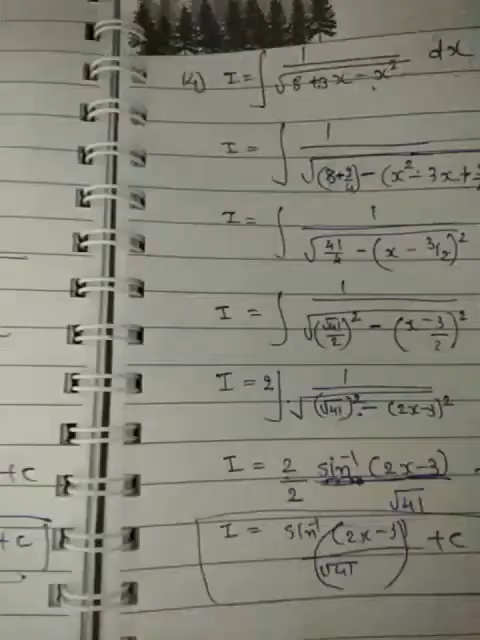 (4) I = ∫ 1/√(8+3x-x²) dx
I = ∫ 1/√((8+9/4)-(x²-3x+
I = ∫ 1/√(41/4 - (x - 3/2)²
+c
I = ∫ 1/√((√41/2)² - (x-3/2)²
I = 2∫ 1/√((√41)² - (2x-3)²
I = 2/2 sin⁻¹ (2x-3)/√41
+c
I = sin⁻¹ ((2x-3)/√41) +c